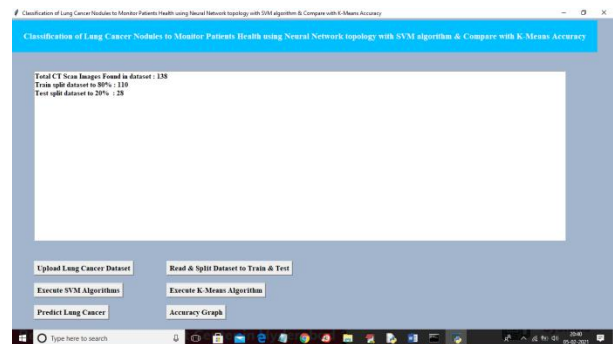 Classification of Lung Cancer Nodules to Monitor Patients Health using Neural Network topology with SVM algorithm & Compare with K-Means Accuracy
Classification of Lung Cancer Nodules to Monitor Patients Health using Neural Network topology with SVM algorithm & Compare with K-Means Accuracy
Total CT Scan Images Found in dataset : 138
Train split dataset to 80% : 110
Test split dataset to 20% : 28
Upload Lung Cancer Dataset
Read & Split Dataset to Train & Test
Execute SVM Algorithms
Execute K-Means Algorithm
Predict Lung Cancer
Accuracy Graph
Type here to search
20:40
05-02-2021